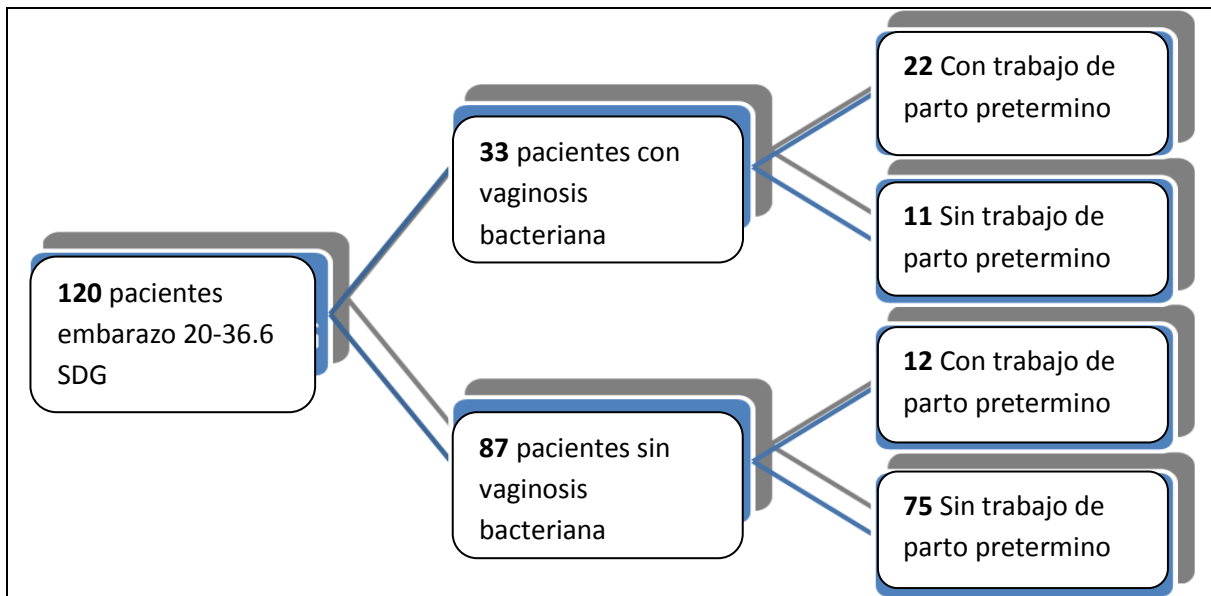 120 pacientes
embarazo 20-36.6
SDG
33 pacientes con
vaginosis
bacteriana
87 pacientes sin
vaginosis
bacteriana
22 Con trabajo de
parto pretermino
11 Sin trabajo de
parto pretermino
12 Con trabajo de
parto pretermino
75 Sin trabajo de
parto pretermino